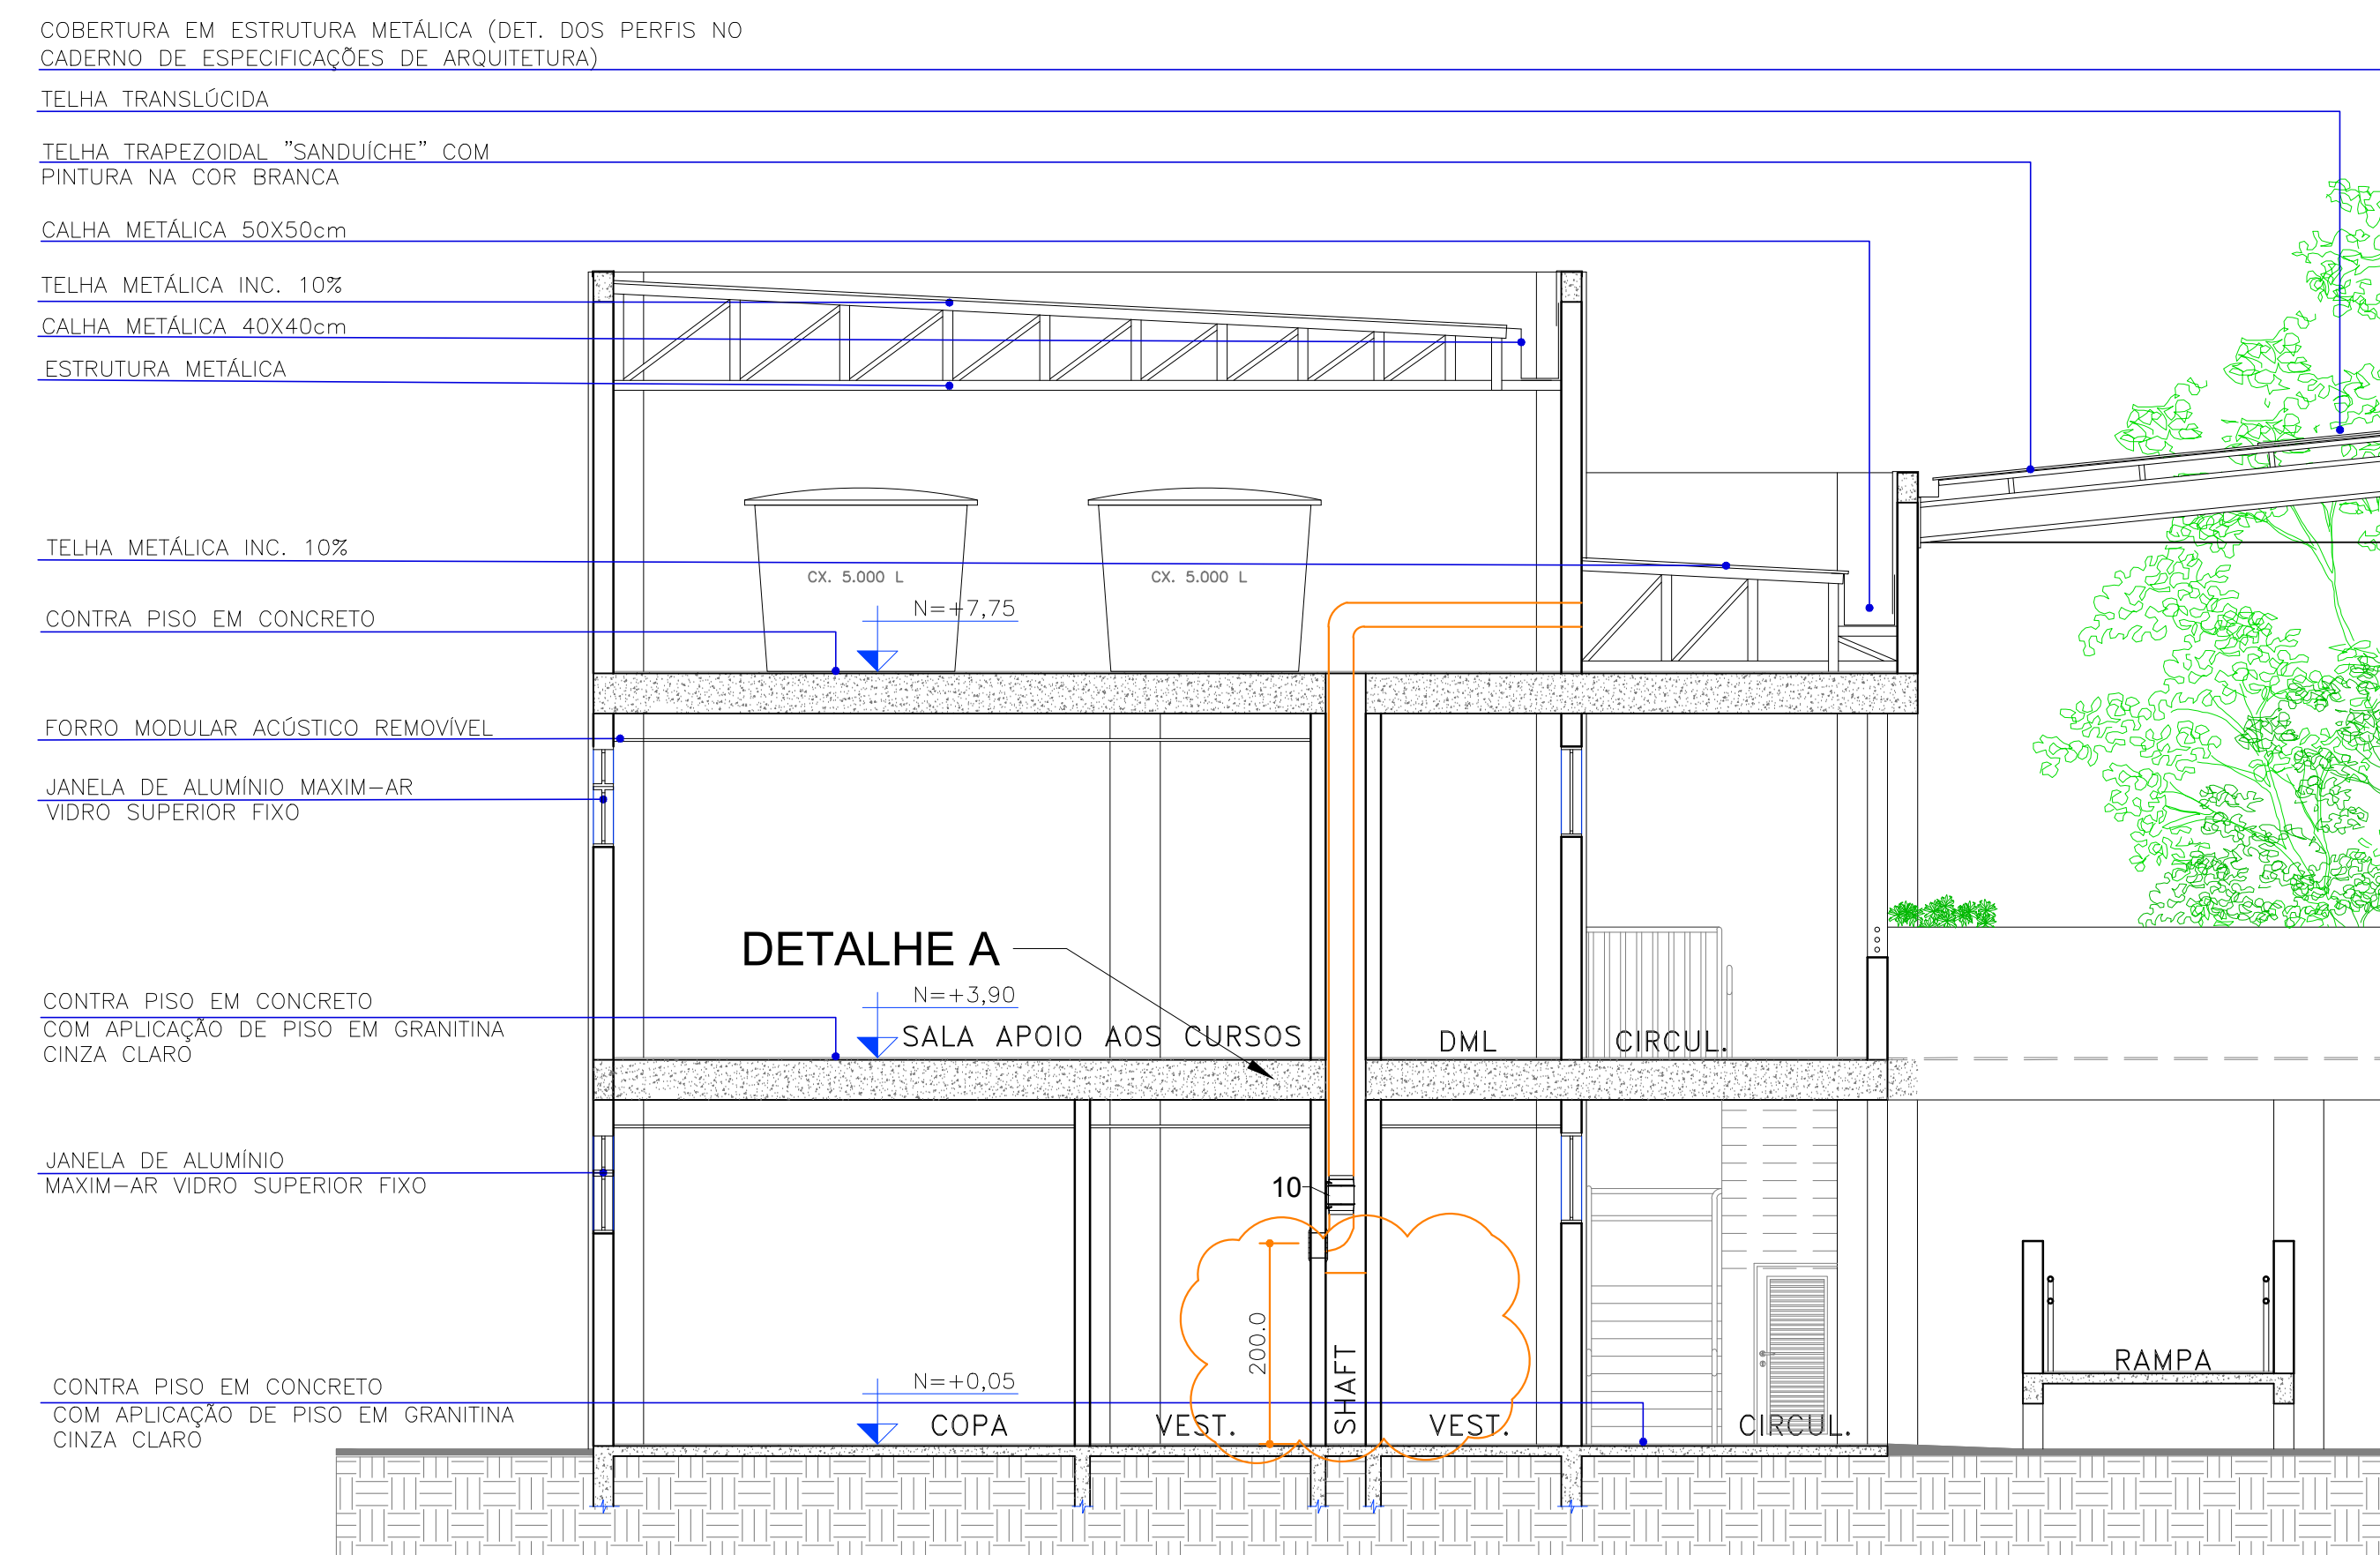 COBERTURA EM ESTRUTURA METÁLICA (DET. DOS PERFIS NO
CADERNO DE ESPECIFICAÇÕES DE ARQUITETURA)
TELHA TRANSLÚCIDA
TELHA TRAPEZOIDAL "SANDUÍCHE" COM
PINTURA NA COR BRANCA
CALHA METÁLICA 50X50cm
TELHA METÁLICA INC. 10%
CALHA METÁLICA 40X40cm
ESTRUTURA METÁLICA
TELHA METÁLICA INC. 10%
CX. 5.000 L
CX. 5.000 L
N=+7,75
CONTRA PISO EM CONCRETO
FORRO MODULAR ACÚSTICO REMOVÍVEL
JANELA DE ALUMÍNIO MAXIM-AR
VIDRO SUPERIOR FIXO
DETALHE A
N=+3,90
CONTRA PISO EM CONCRETO
COM APLICAÇÃO DE PISO EM GRANITINA
CINZA CLARO
SALA APOIO AOS CURSOS
DML
CIRCUL.
JANELA DE ALUMÍNIO
MAXIM-AR VIDRO SUPERIOR FIXO
10
200.0
SHAFT
RAMPA
N=+0,05
CONTRA PISO EM CONCRETO
COM APLICAÇÃO DE PISO EM GRANITINA
CINZA CLARO
COPA
VEST.
VEST.
CIRCUL.